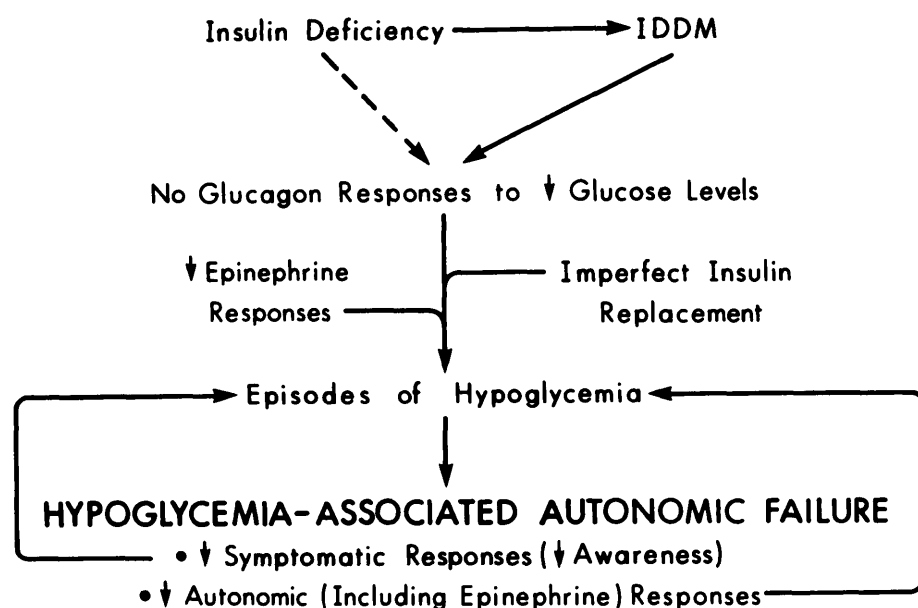 Insulin Deficiency IDDM
No Glucagon Responses to ↓ Glucose Levels
↓ Epinephrine
Responses
Imperfect Insulin
Replacement
Episodes of Hypoglycemia
HYPOGLYCEMIA-ASSOCIATED AUTONOMIC FAILURE
• ↓ Symptomatic Responses (↓ Awareness)
• ↓ Autonomic (Including Epinephrine) Responses